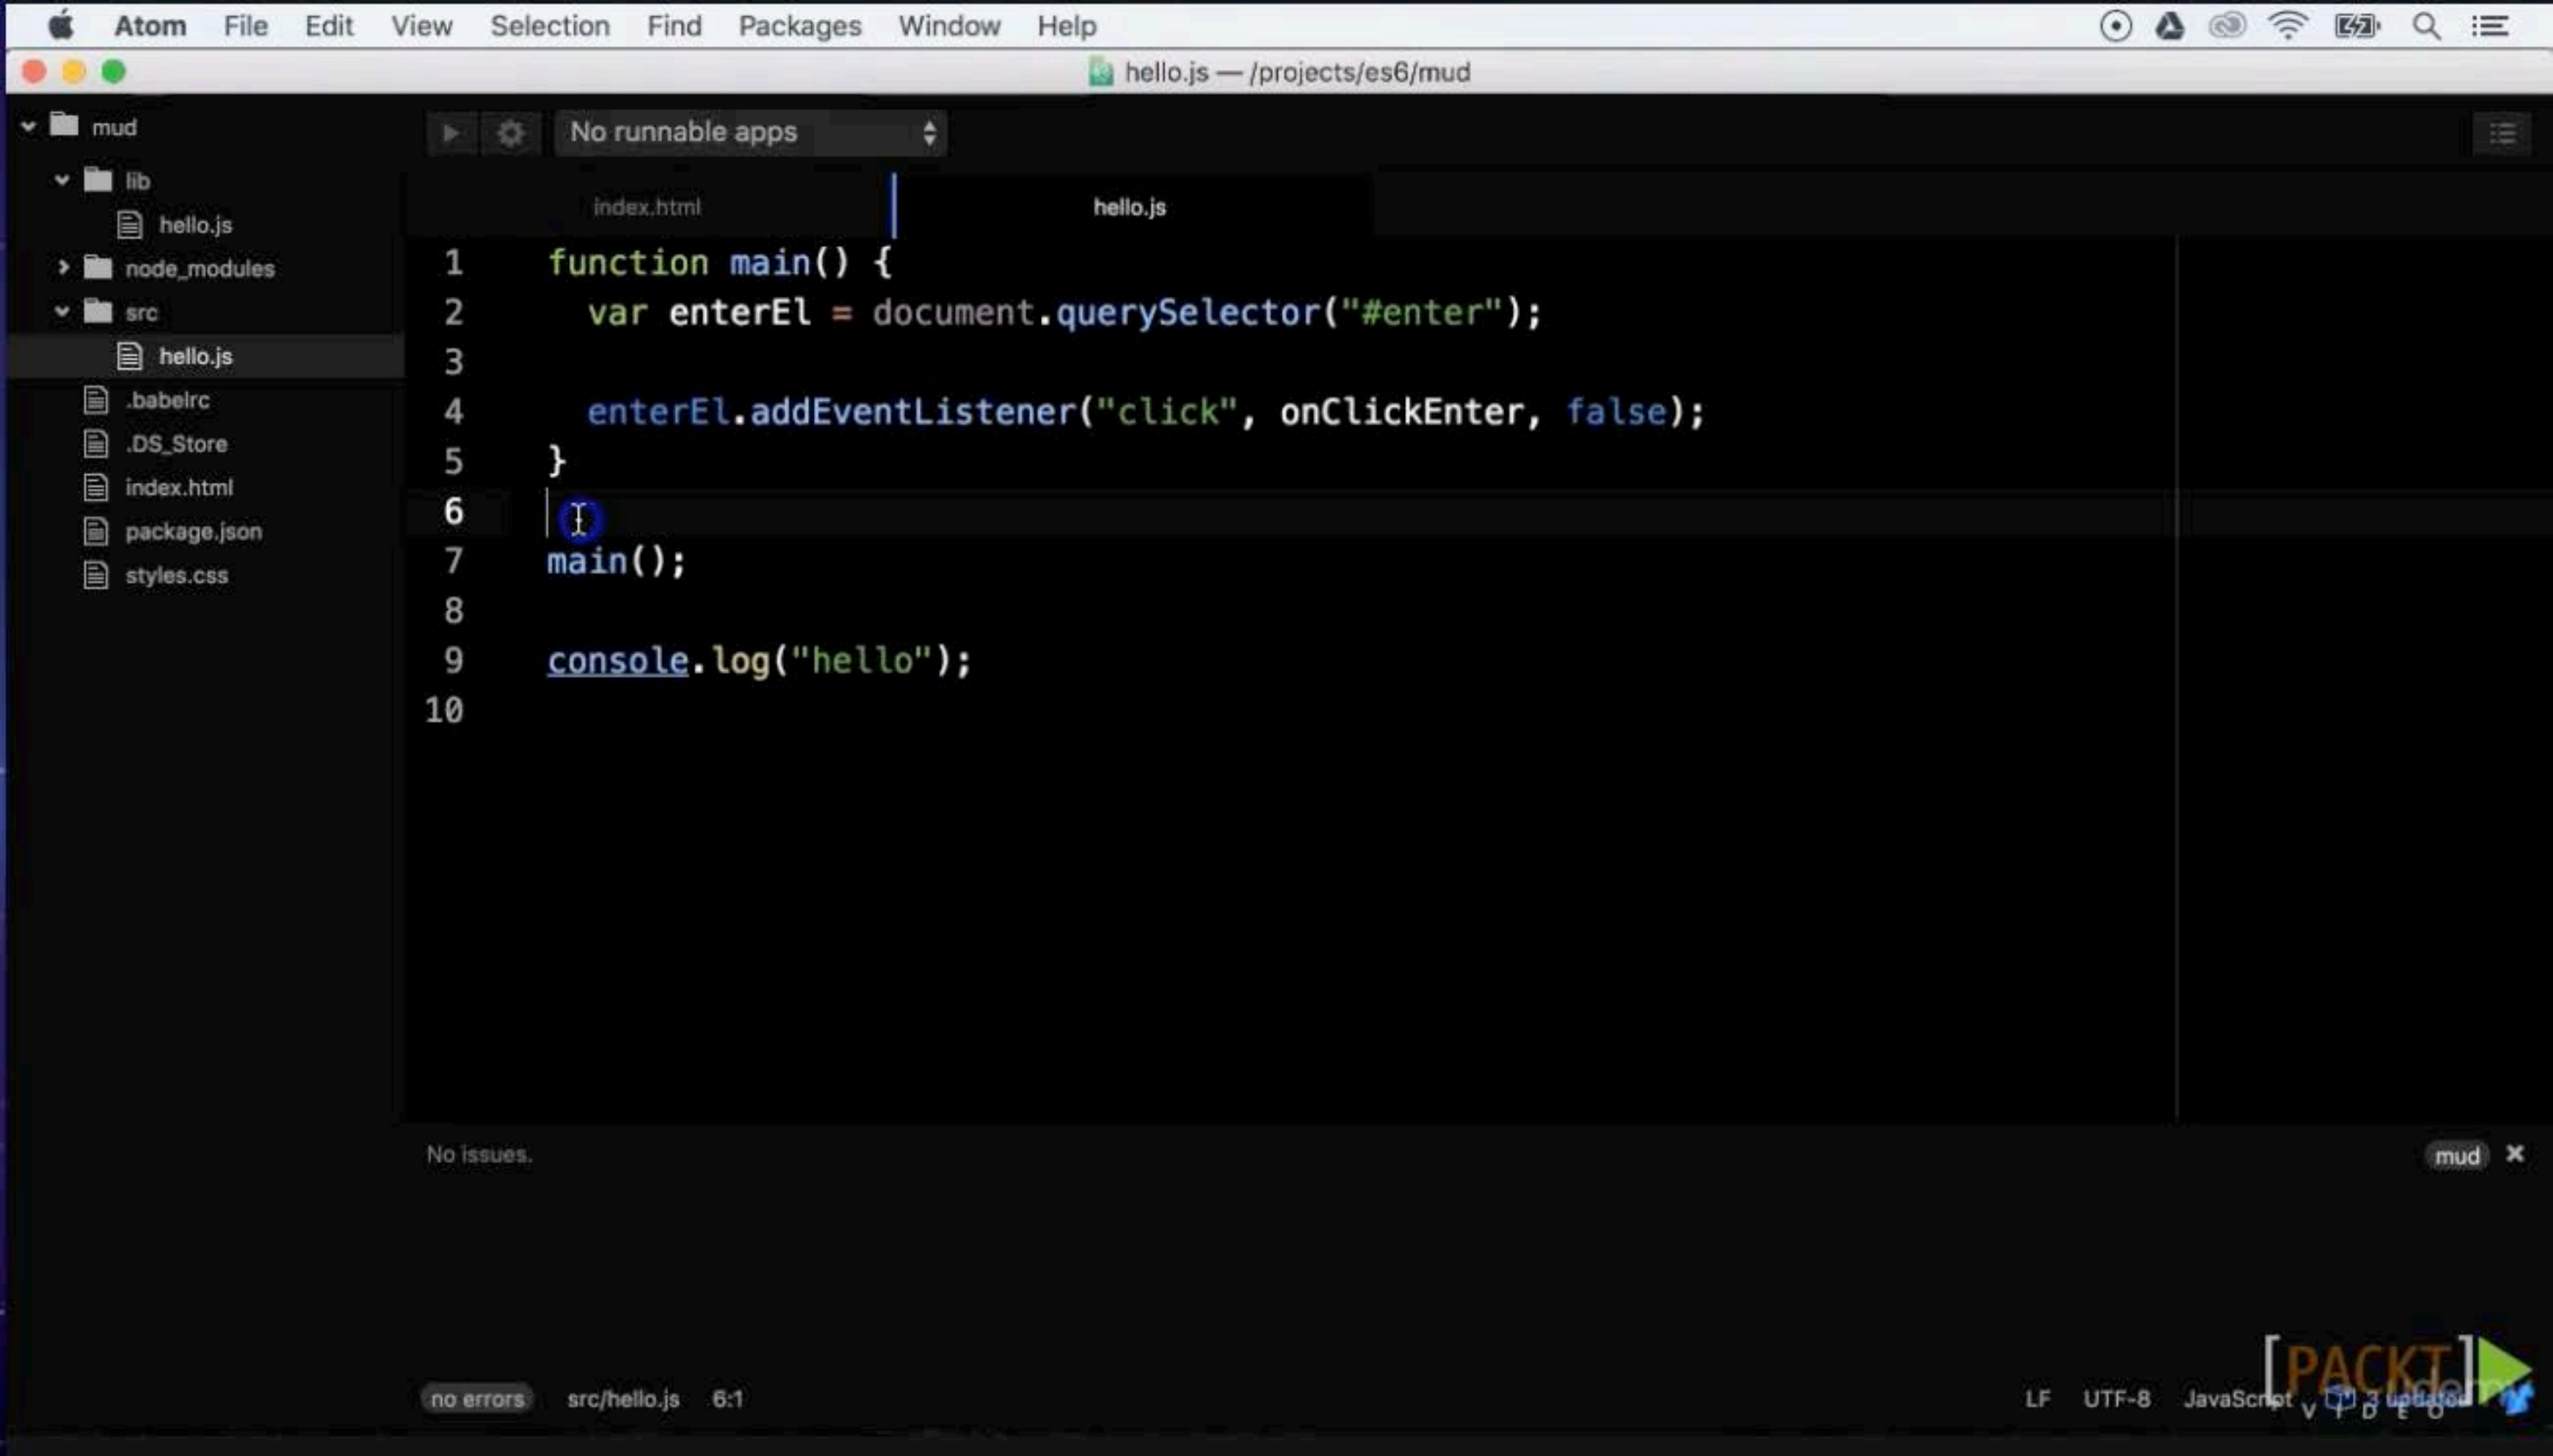 Atom File Edit View Selection Find Packages Window Help
hello.js — /projects/es6/mud
mud
lib
hello.js
node_modules
src
hello.js
.babelrc
.DS_Store
index.html
package.json
styles.css
No runnable apps
index.html hello.js
1 function main() {
2 var enterEl = document.querySelector("#enter");
3
4 enterEl.addEventListener("click", onClickEnter, false);
5 }
6
7 main();
8
9 console.log("hello");
10
No issues. mud
no errors src/hello.js 6:1 LF UTF-8 JavaScript 3 updates
[PACKT]
VIDEO